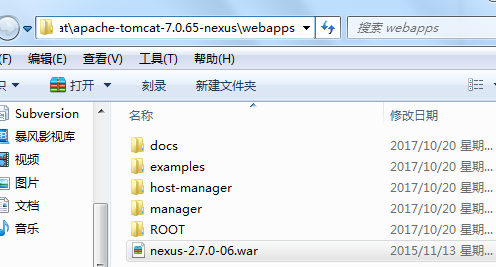 at\apache-tomcat-7.0.65-nexus\webapps
搜索 webapps
编辑(E) 查看(V) 工具(T) 帮助(H)
打开 刻录 新建文件夹
名称 修改日期
Subversion
暴风影视库
视频
图片
文档
音乐
docs 2017/10/20 星期...
examples 2017/10/20 星期...
host-manager 2017/10/20 星期...
manager 2017/10/20 星期...
ROOT 2017/10/20 星期...
nexus-2.7.0-06.war 2015/11/13 星期...